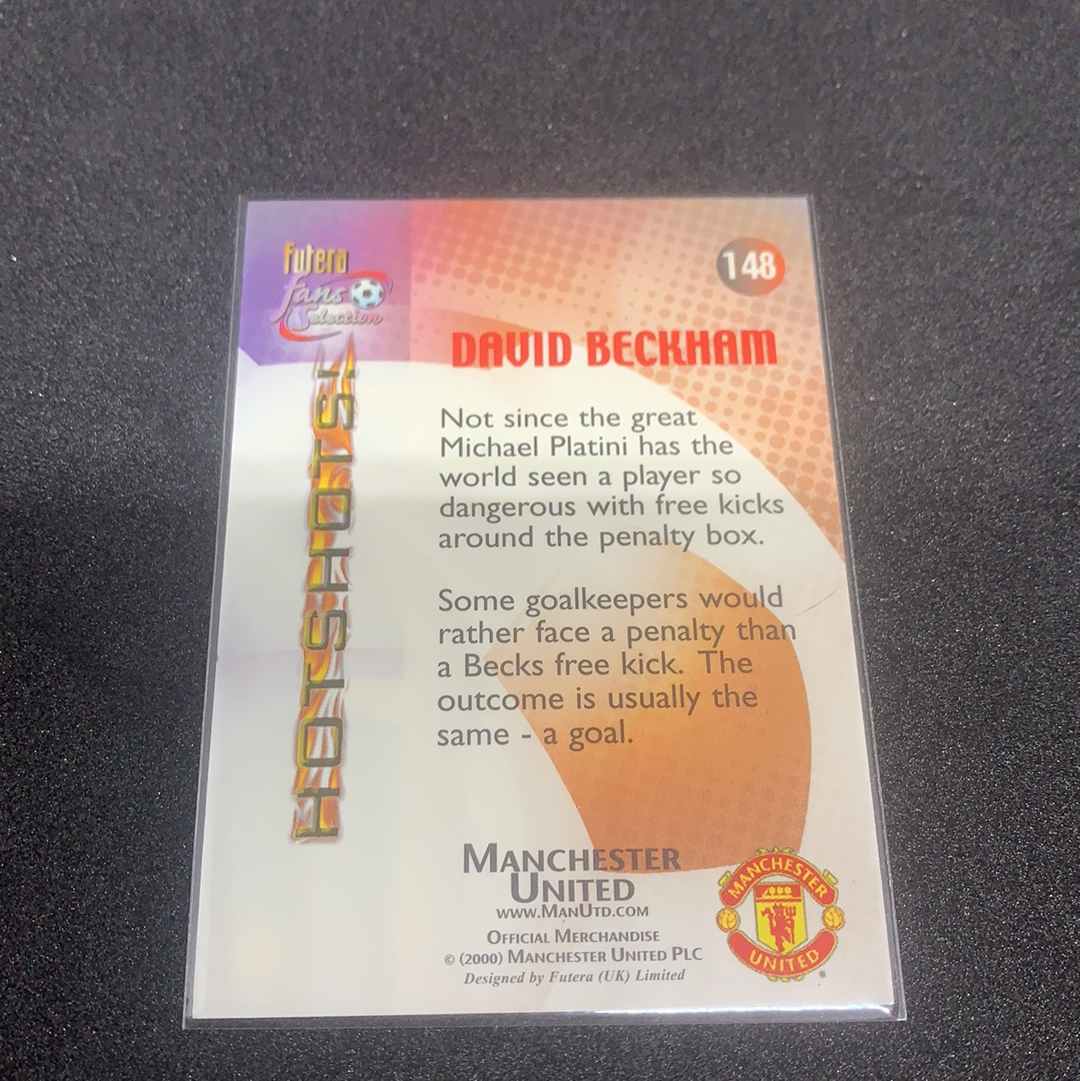 Futera
fans
Selection
148
HOTSHOTS!
DAVID BECKHAM
Not since the great
Michael Platini has the
world seen a player so
dangerous with free kicks
around the penalty box.
Some goalkeepers would
rather face a penalty than
a Becks free kick. The
outcome is usually the
same - a goal.
MANCHESTER
UNITED
WWW.MANUTD.COM
OFFICIAL MERCHANDISE
© (2000) MANCHESTER UNITED PLC
Designed by Futera (UK) Limited
MANCHESTER
UNITED
®